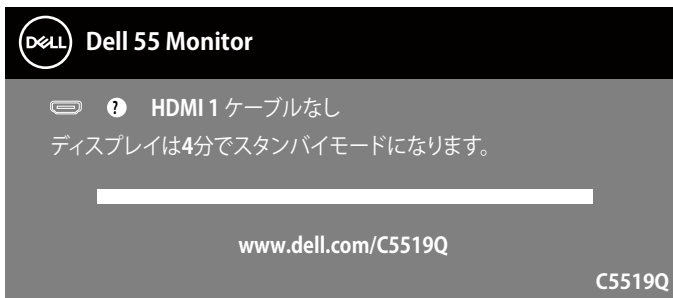 DELL Dell 55 Monitor
? HDMI 1 ケーブルなし
ディスプレイは4分でスタンバイモードになります。
www.dell.com/C5519Q
C5519Q